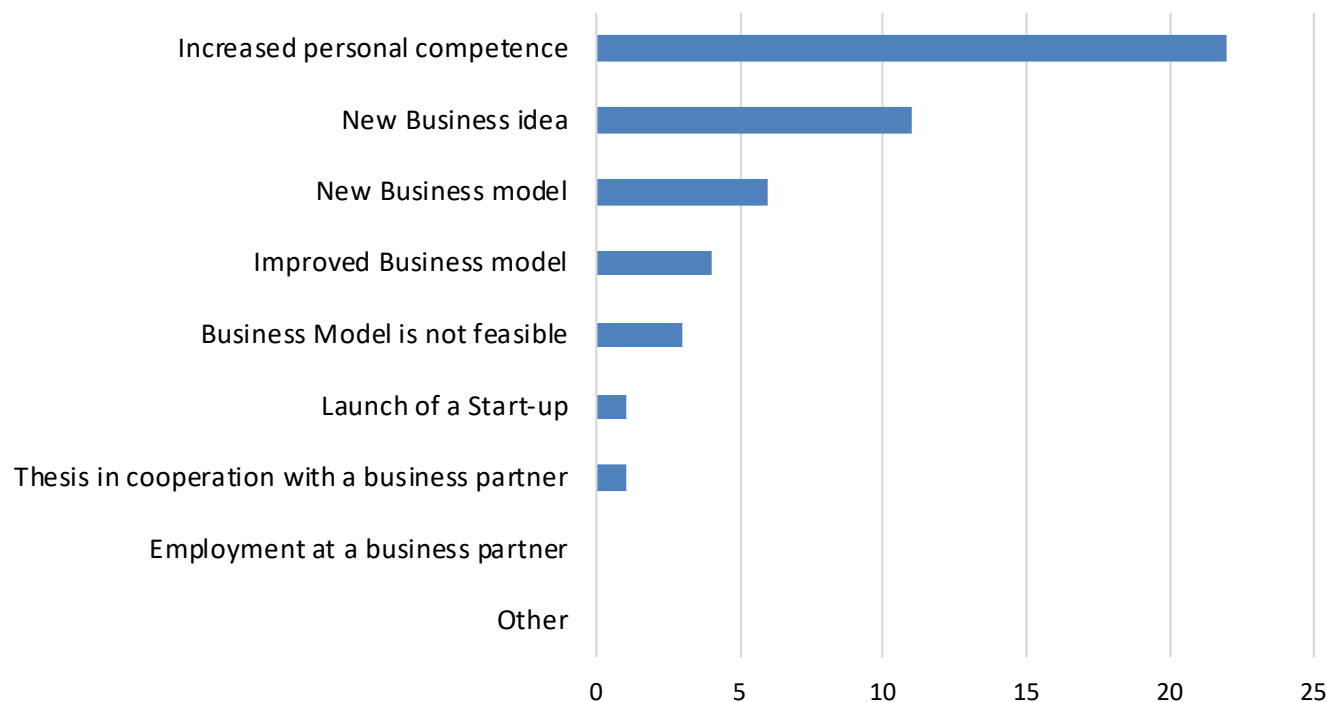 Increased personal competence
New Business idea
New Business model
Improved Business model
Business Model is not feasible
Launch of a Start-up
Thesis in cooperation with a business partner
Employment at a business partner
Other
0 5 10 15 20 25